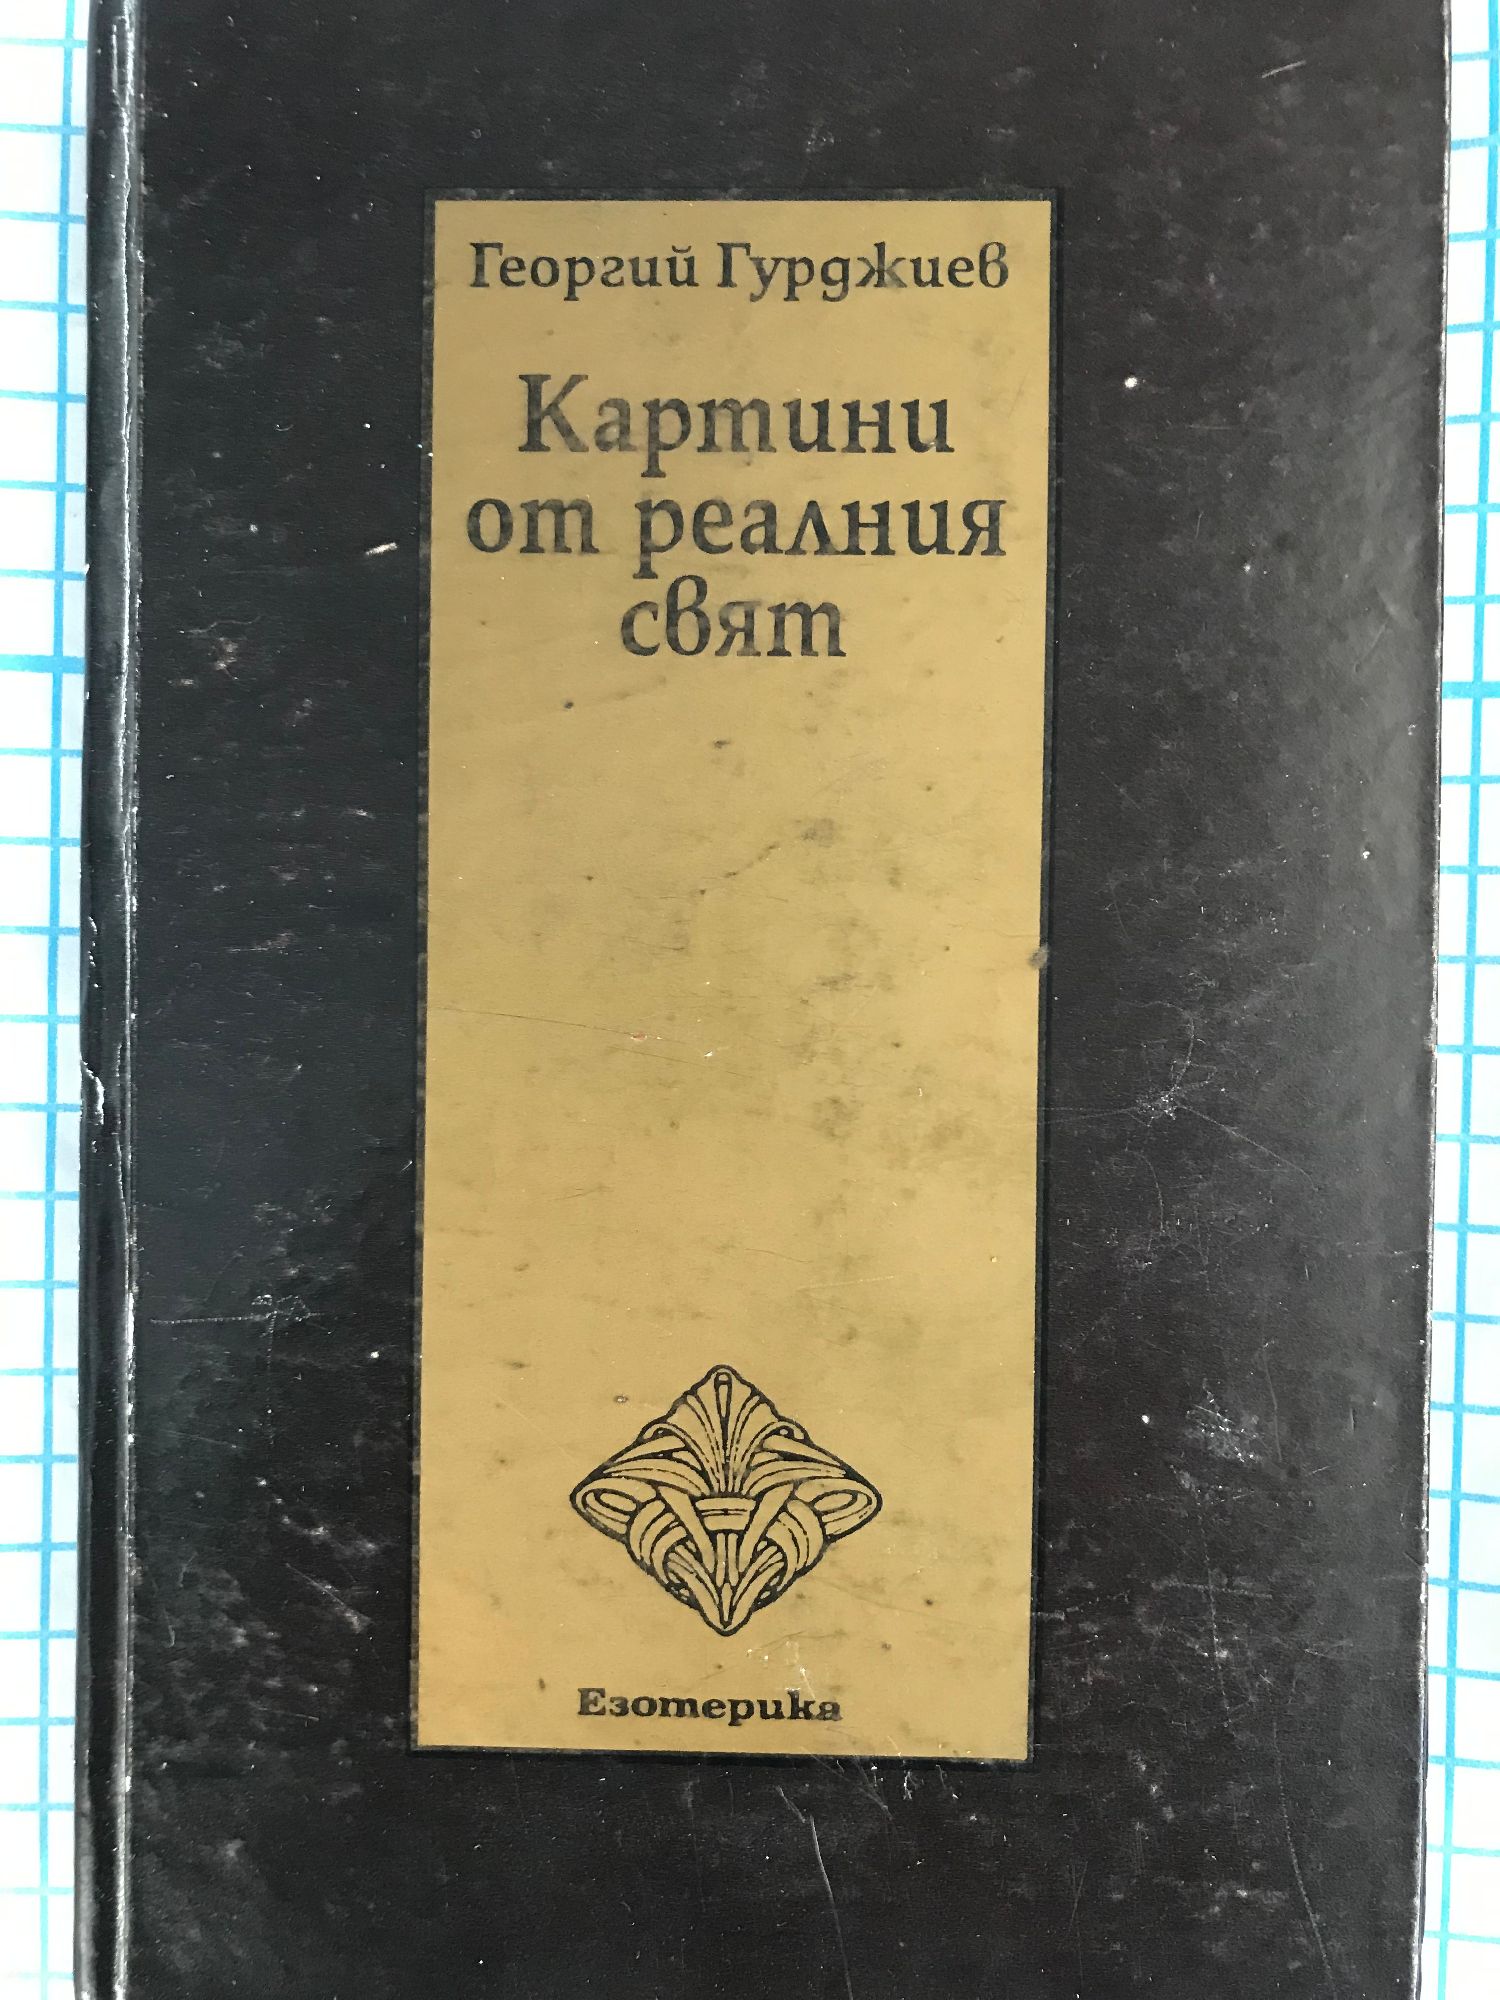 Георгий Гурджиев
Картини
от реалния
свят
Езотерика